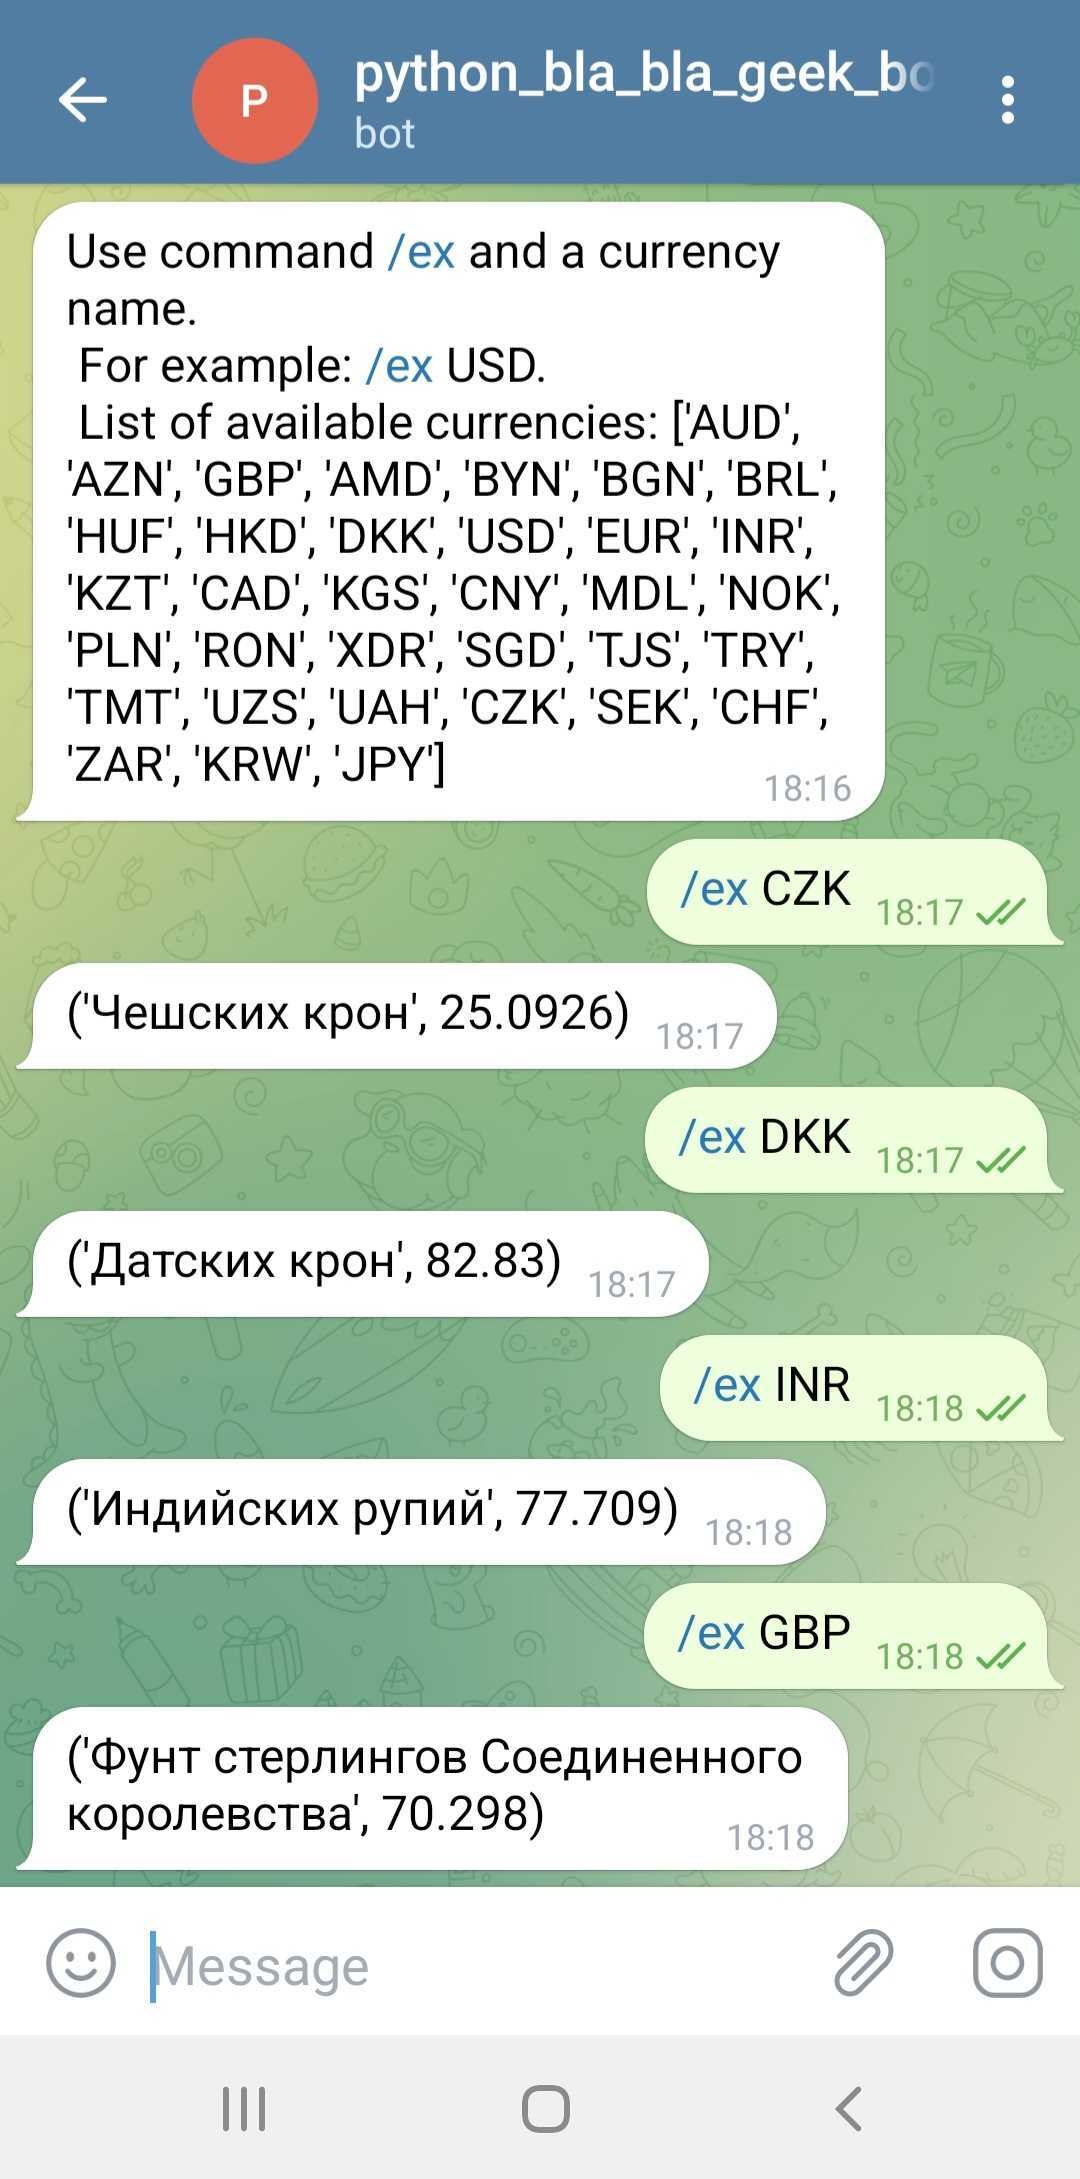 P
python_bla_bla_geek_bo
bot
Use command /ex and a currency
name.
For example: /ex USD.
List of available currencies: ['AUD',
'AZN', 'GBP', 'AMD', 'BYN', 'BGN', 'BRL',
'HUF', 'HKD', 'DKK', 'USD', 'EUR', 'INR',
'KZT', 'CAD', 'KGS', 'CNY', 'MDL', 'NOK',
'PLN', 'RON', 'XDR', 'SGD', 'TJS', 'TRY',
'TMT', 'UZS', 'UAH', 'CZK', 'SEK', 'CHF',
'ZAR', 'KRW', 'JPY']
18:16
/ex CZK 18:17
('Чешских крон', 25.0926) 18:17
/ex DKK 18:17
('Датских крон', 82.83) 18:17
/ex INR 18:18
('Индийских рупий', 77.709) 18:18
/ex GBP 18:18
('Фунт стерлингов Соединенного
королевства', 70.298) 18:18
Message